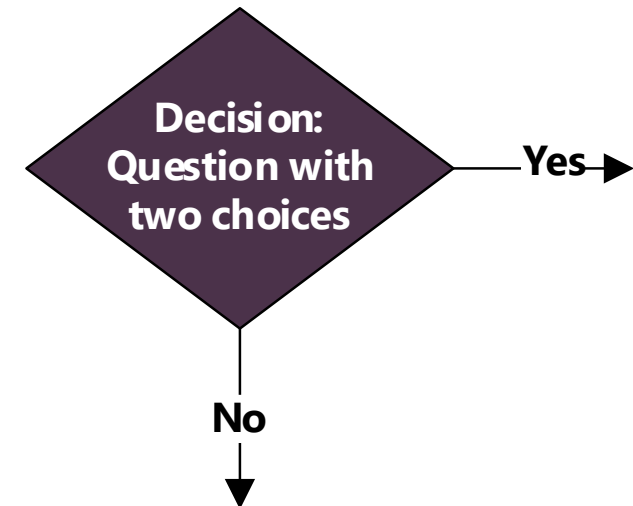 Decision:
Question with
two choices
Yes
No